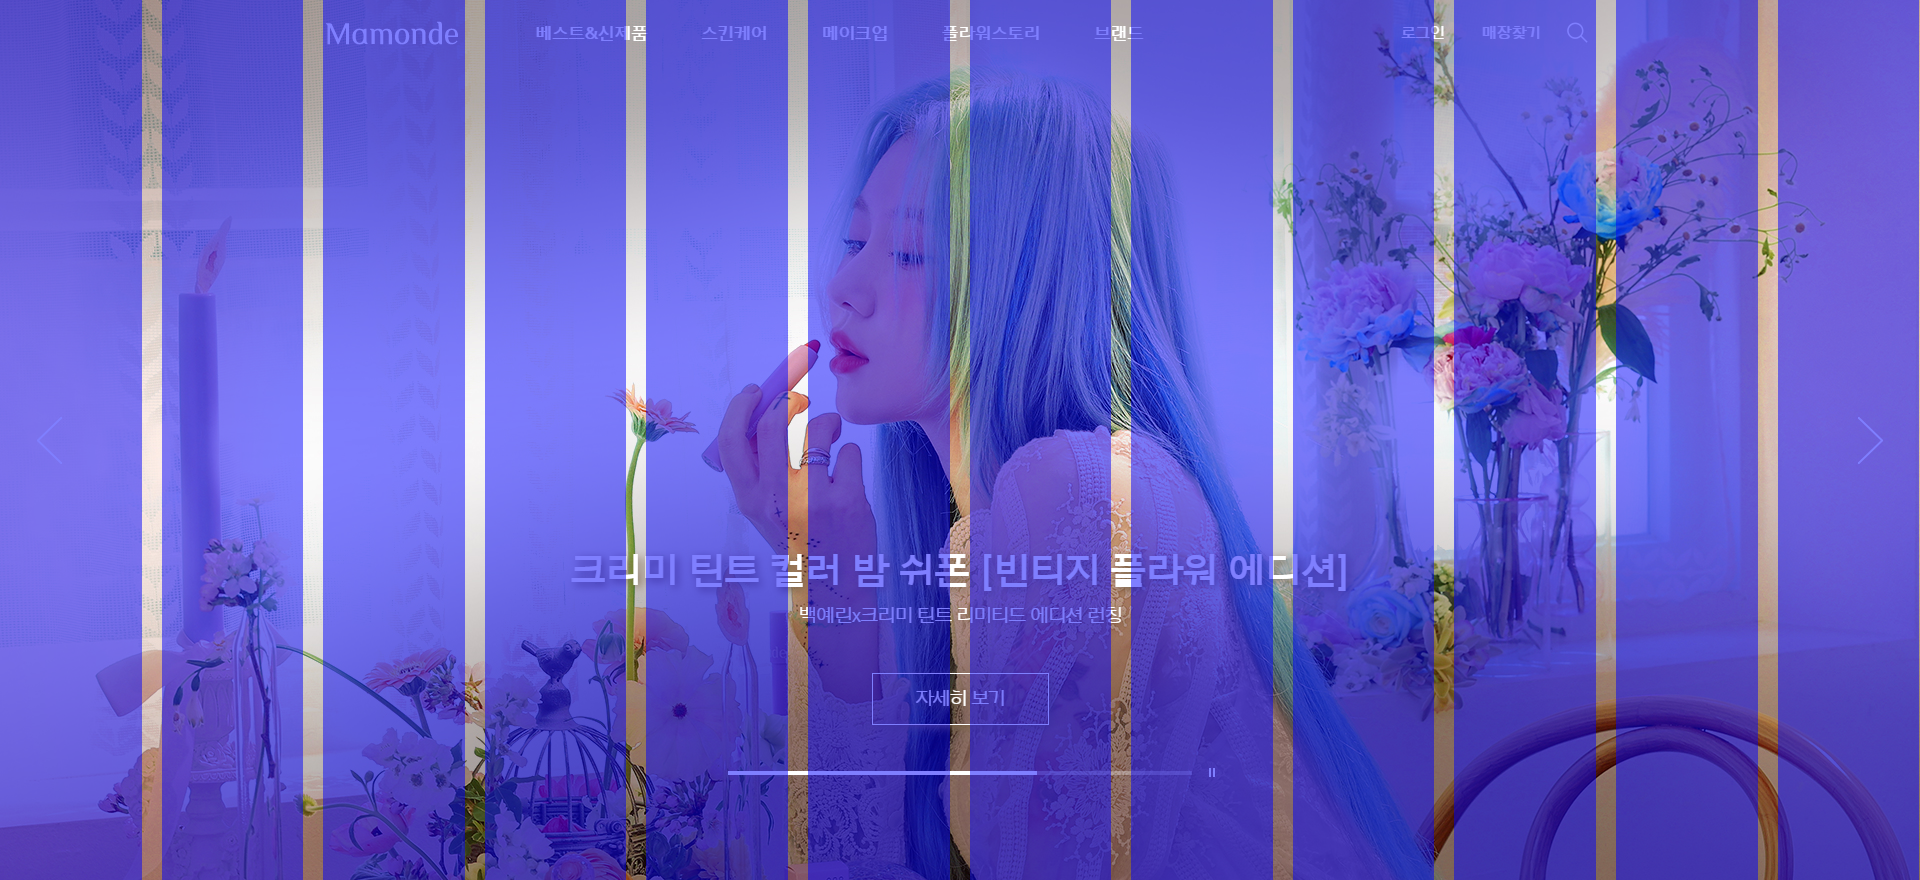 Mamonde 베스트&신제품 스킨케어 메이크업 플라워스토리 브랜드 로그인 매장찾기
크리미 틴트 컬러 밤 쉬폰 [빈티지 플라워 에디션]
백예린x크리미 틴트 리미티드 에디션 런칭
자세히 보기